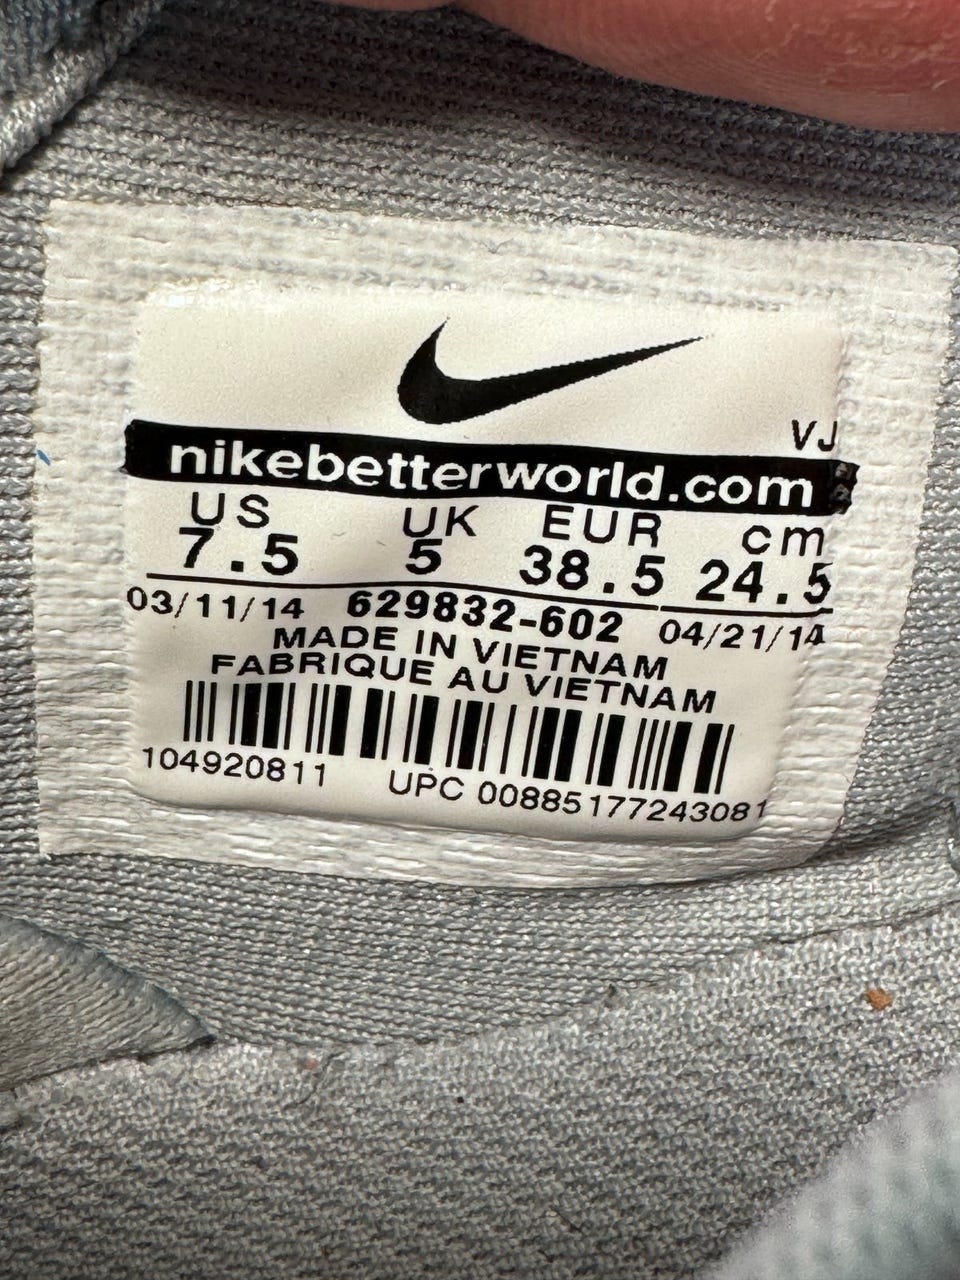 VJ
nikebetterworld.com
US UK EUR cm
7.5 5 38.5 24.5
03/11/14 629832-602 04/21/14
MADE IN VIETNAM
FABRIQUE AU VIETNAM
104920811 UPC 00885177243081